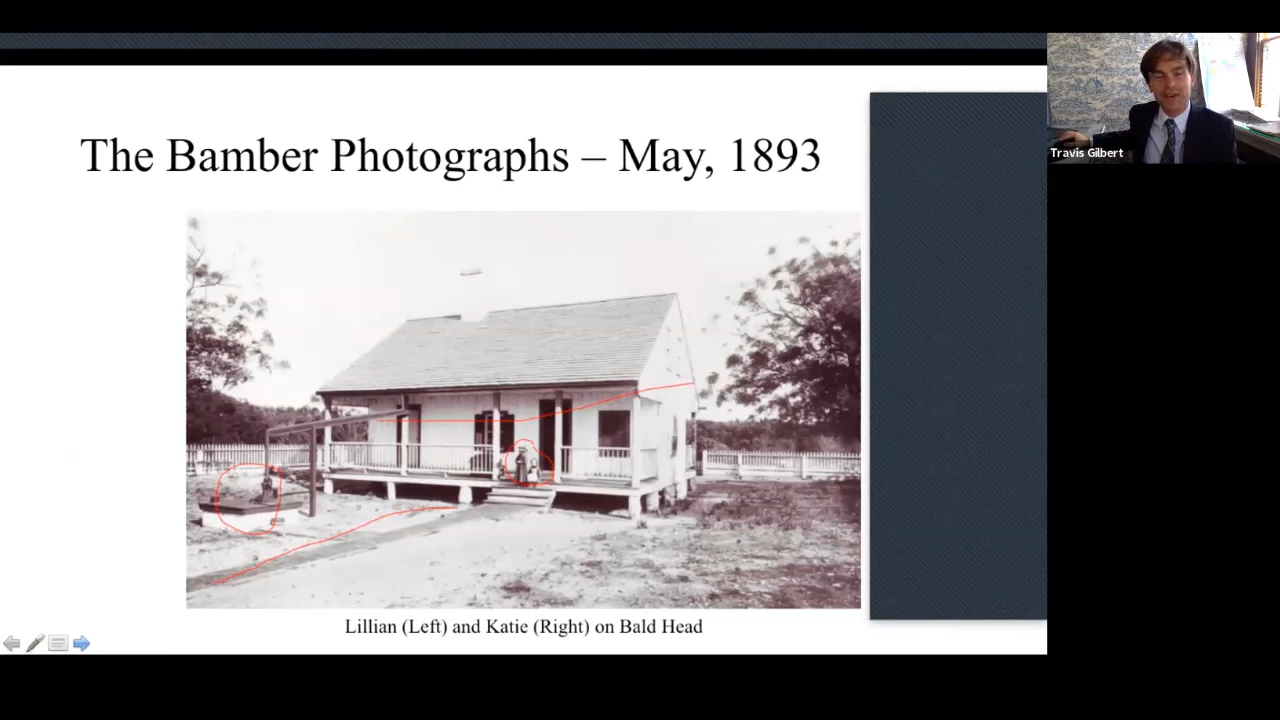 The Bamber Photographs – May, 1893
Travis Gilbert
Lillian (Left) and Katie (Right) on Bald Head